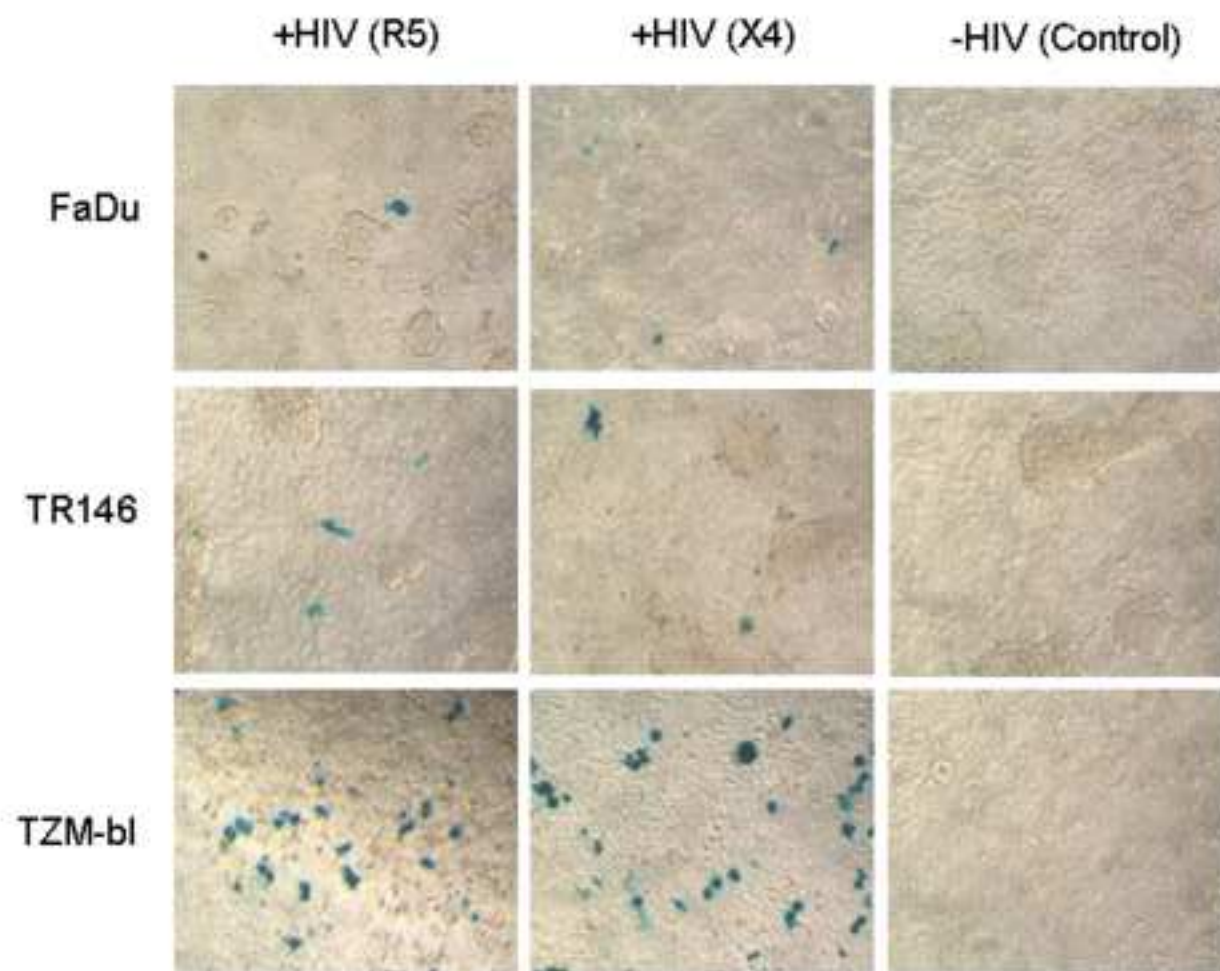 +HIV (R5) +HIV (X4) -HIV (Control)
FaDu
TR146
TZM-bl